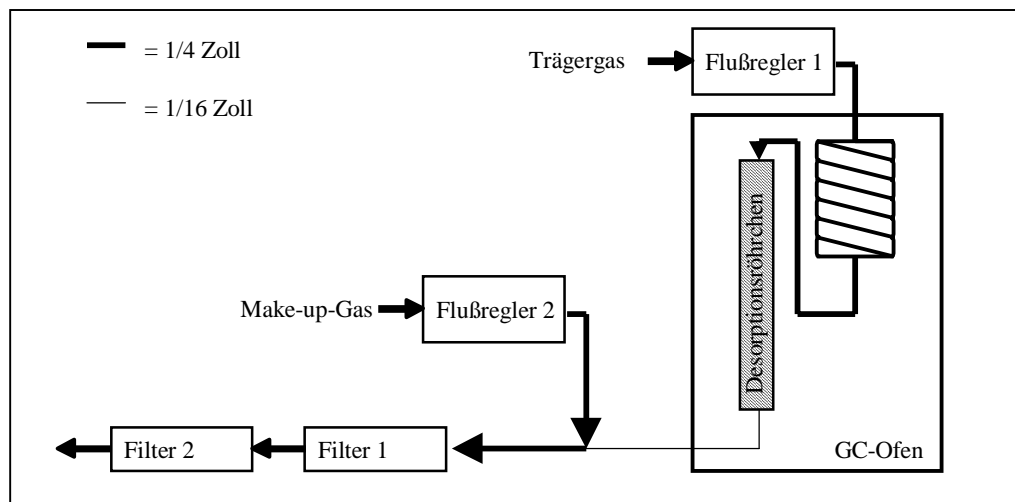 = 1/4 Zoll
= 1/16 Zoll
Trägergas
Flußregler 1
Make-up-Gas
Flußregler 2
Desorptionsröhrchen
Filter 2
Filter 1
GC-Ofen